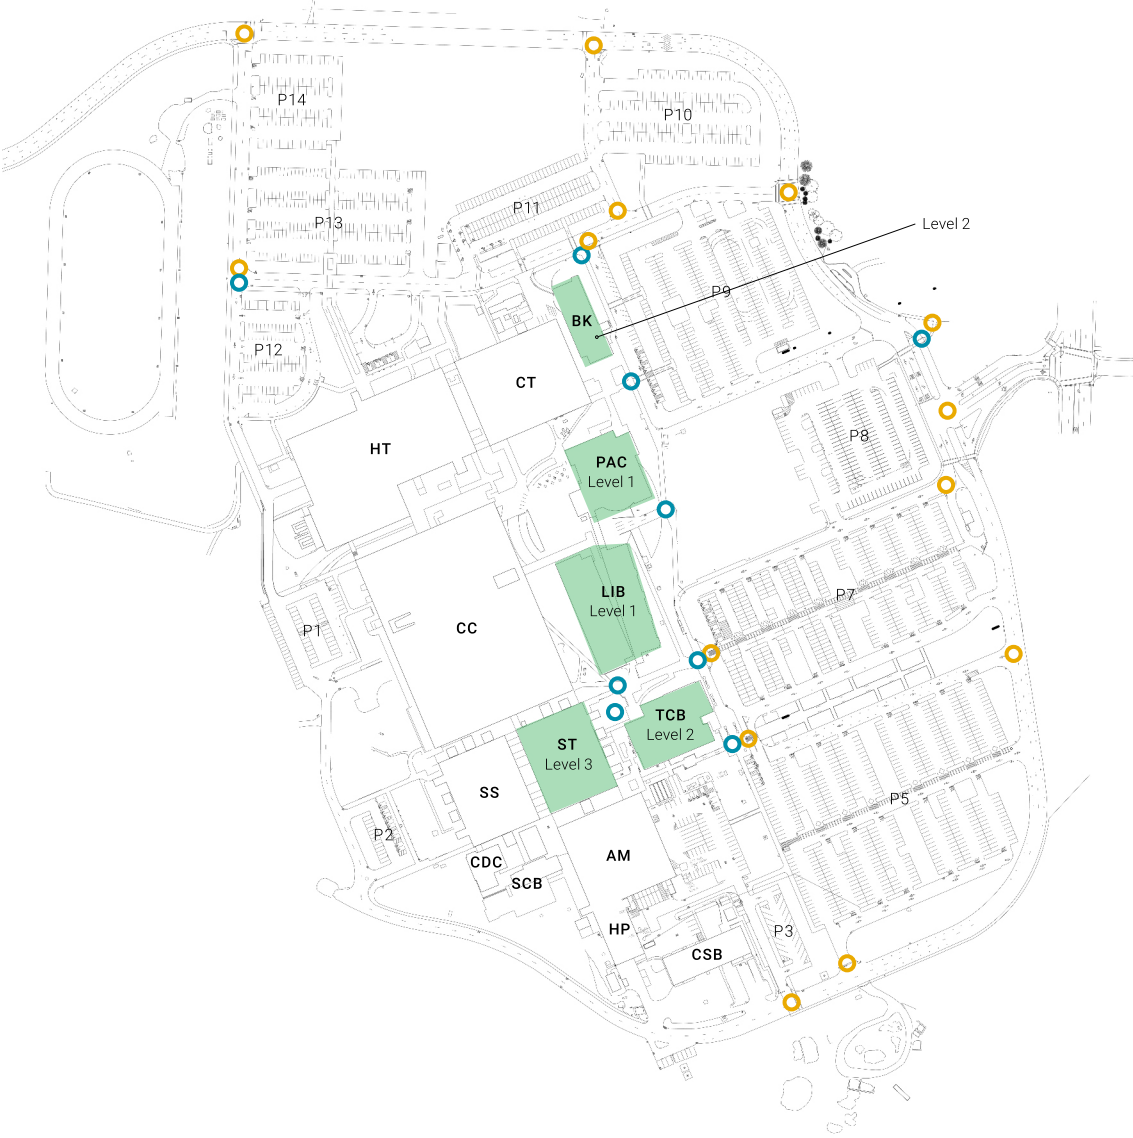 P14
P10
P11
P13
Level 2
P9
BK
P12
CT
P8
HT
PAC
Level 1
LIB
Level 1
P7
CC
P1
TCB
Level 2
ST
Level 3
SS
P5
P2
AM
CDC
SCB
HP
P3
CSB